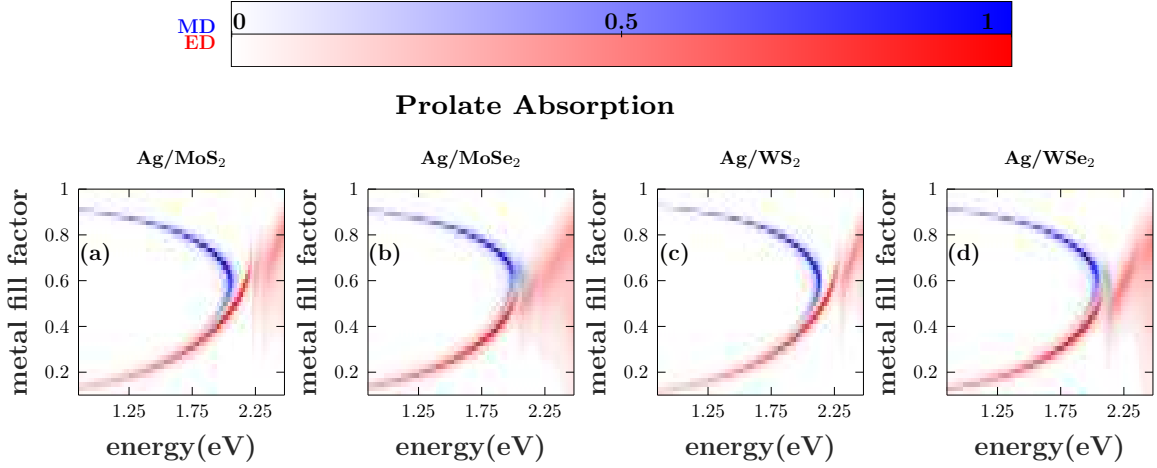 MD 0 0.5 1
ED
Prolate Absorption
Ag/MoS₂ Ag/MoSe₂ Ag/WS₂ Ag/WSe₂
metal fill factor metal fill factor metal fill factor metal fill factor
1 1 1 1
0.8 0.8 0.8 0.8
(a) (b) (c) (d)
0.6 0.6 0.6 0.6
0.4 0.4 0.4 0.4
0.2 0.2 0.2 0.2
1.25 1.75 2.25 1.25 1.75 2.25 1.25 1.75 2.25 1.25 1.75 2.25
energy(eV) energy(eV) energy(eV) energy(eV)